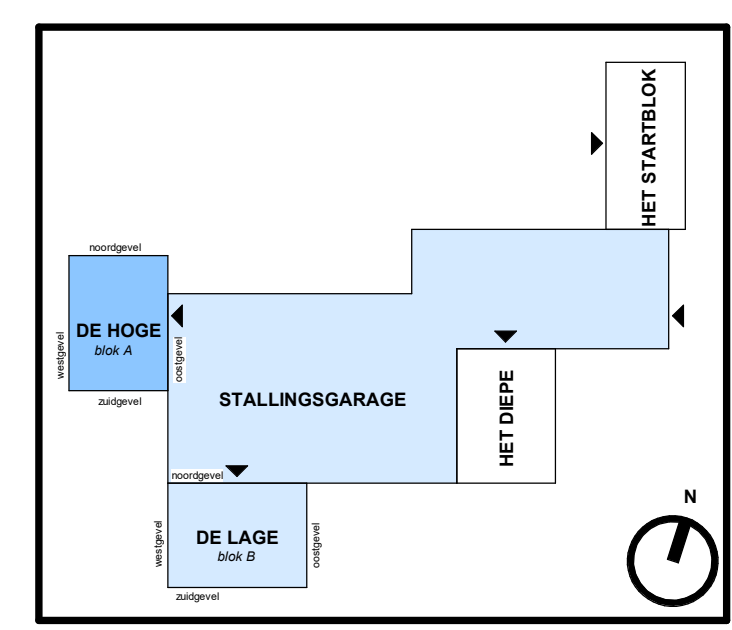 HET STARTBLOK
noordgevel
DE HOGE
blok A
westgevel
oostgevel
zuidgevel
STALLINGSGARAGE
HET DIEPE
noordgevel
DE LAGE
blok B
westgevel
oostgevel
zuidgevel
N